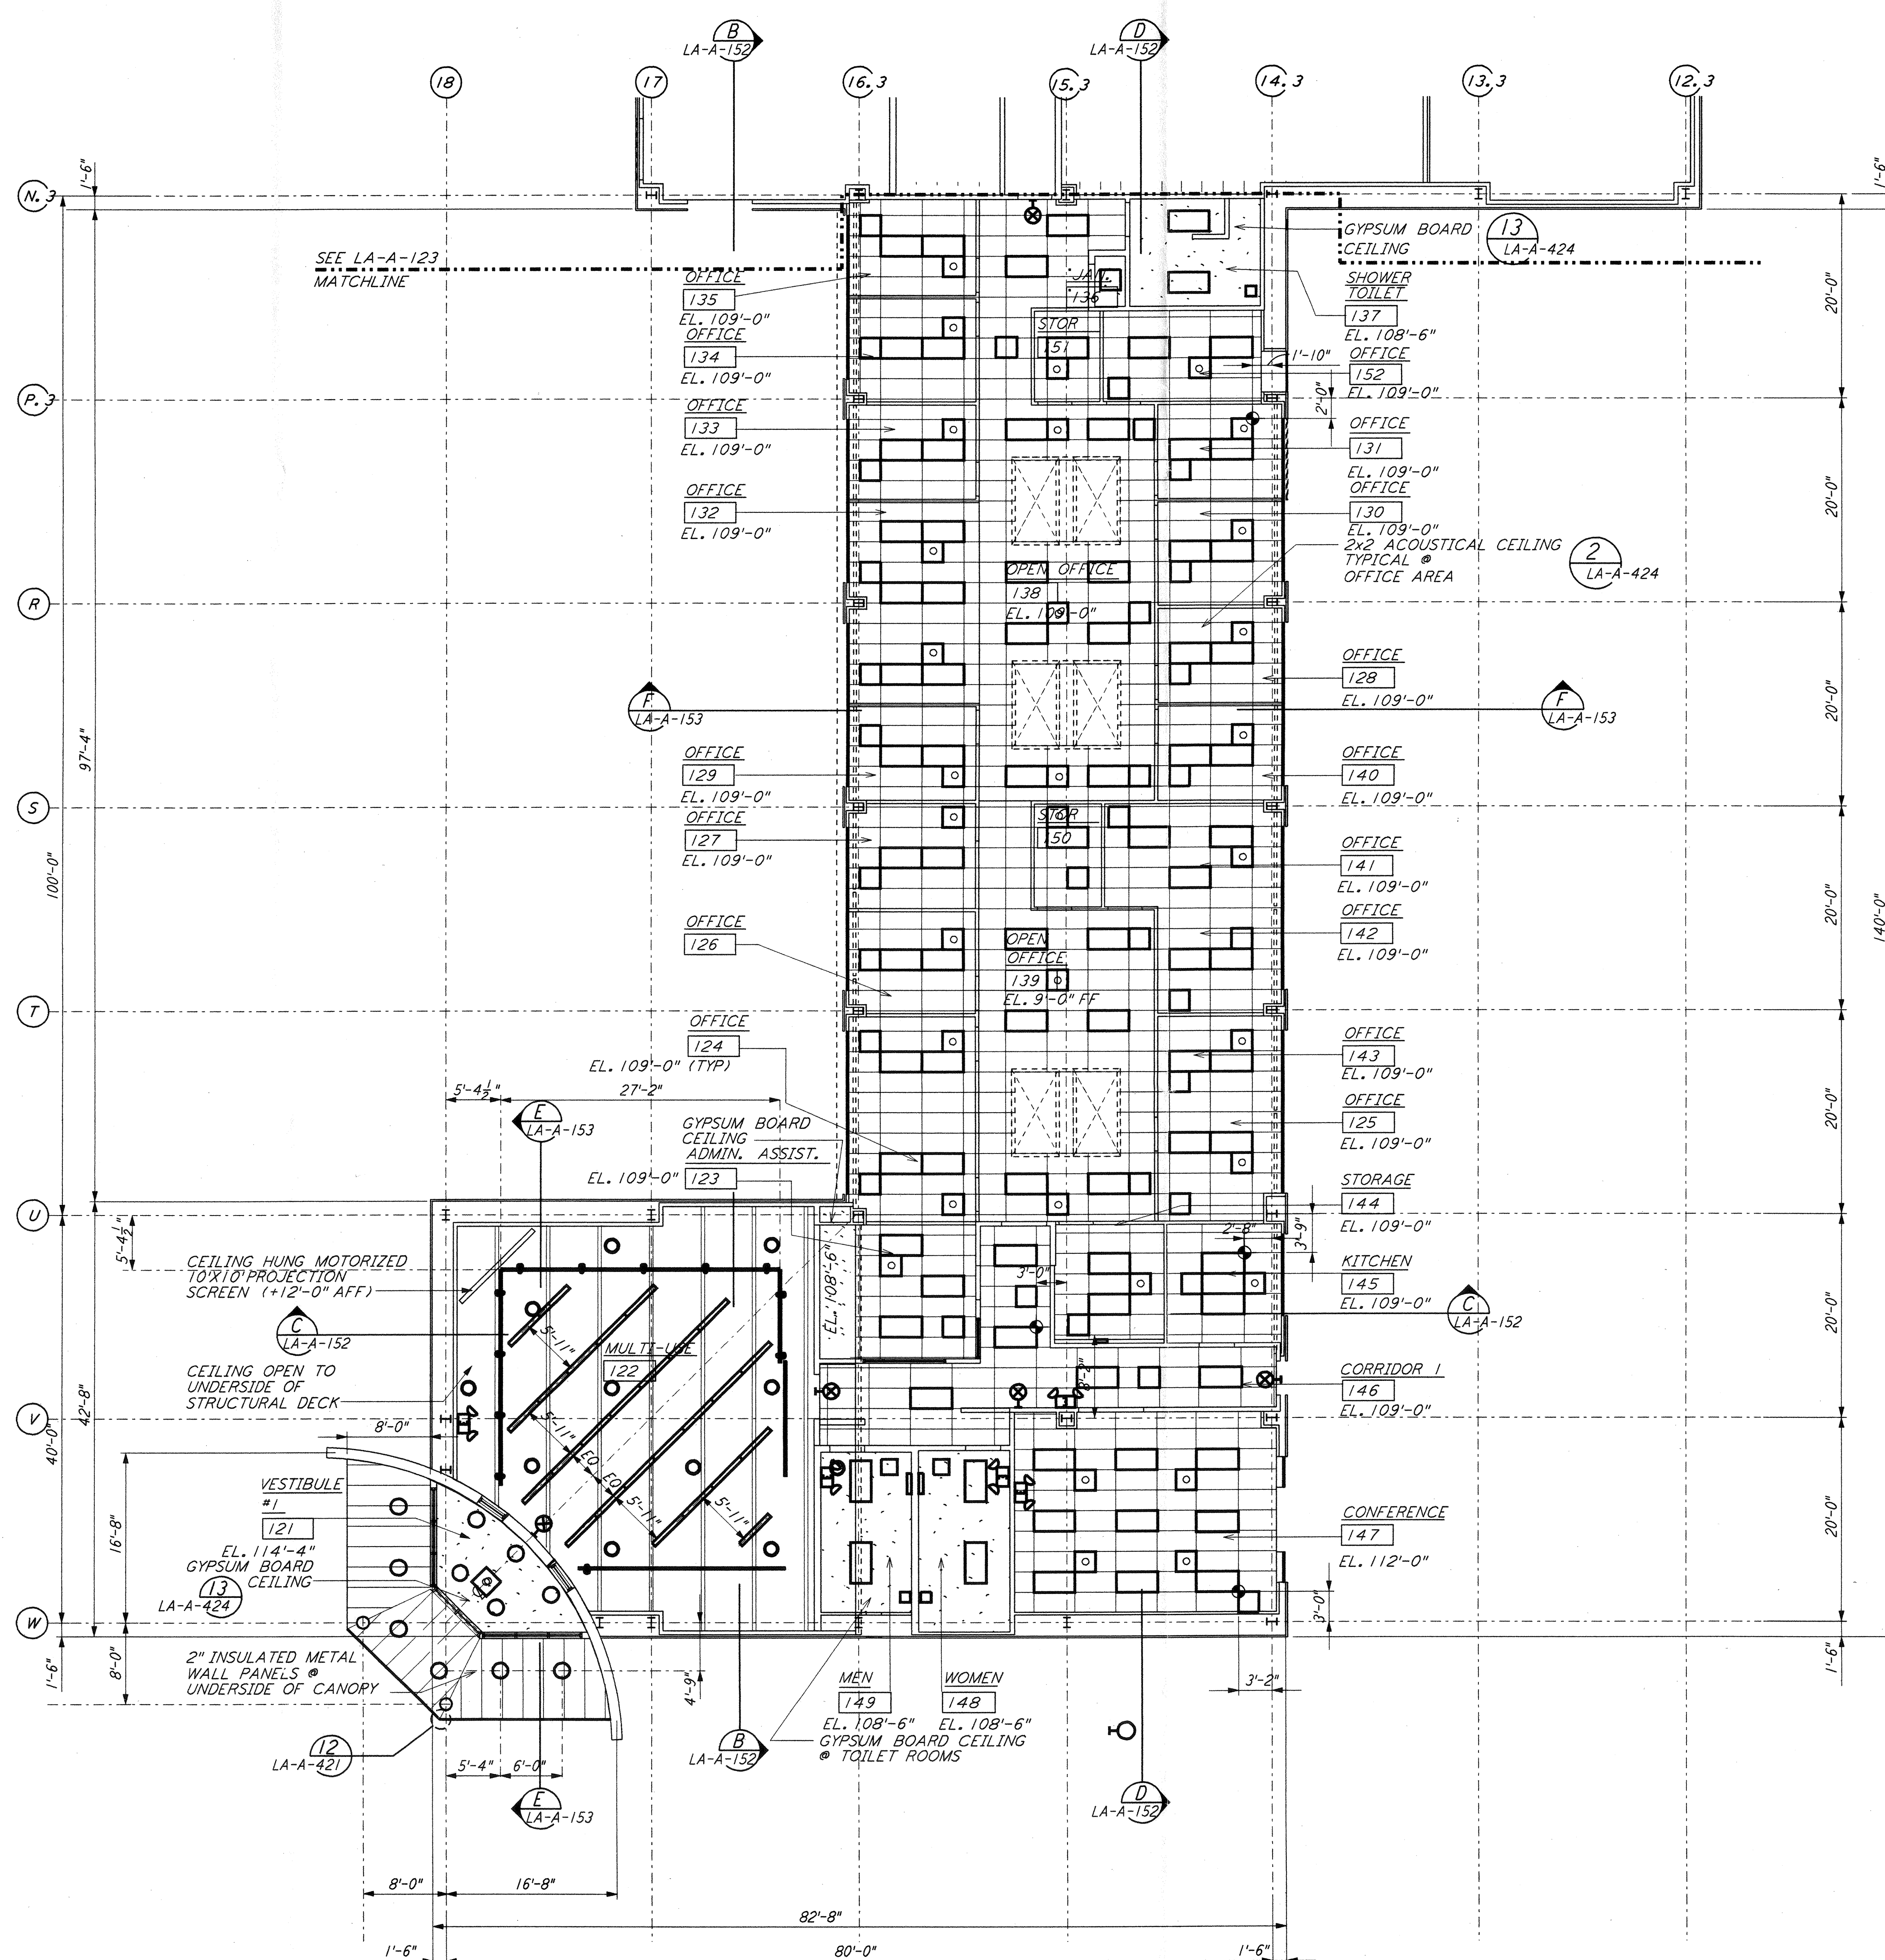 B
LA-A-152
D
LA-A-152
18
17
16.3
15.3
14.3
13.3
12.3
N.3
1'-6"
1'-6"
SEE LA-A-123
MATCHLINE
GYPSUM BOARD
CEILING
13
LA-A-424
OFFICE
135
EL. 109'-0"
OFFICE
134
EL. 109'-0"
JAN.
136
STOR
151
SHOWER
TOILET
137
EL. 108'-6"
1'-10"
OFFICE
152
EL. 109'-0"
2'-0"
20'-0"
P.3
OFFICE
133
EL. 109'-0"
OFFICE
131
EL. 109'-0"
OFFICE
132
EL. 109'-0"
OFFICE
130
EL. 109'-0"
2x2 ACOUSTICAL CEILING
TYPICAL @
OFFICE AREA
2
LA-A-424
20'-0"
OPEN OFFICE
138
EL. 109'-0"
R
OFFICE
128
EL. 109'-0"
F
LA-A-153
F
LA-A-153
20'-0"
97'-4"
OFFICE
129
EL. 109'-0"
OFFICE
140
EL. 109'-0"
S
OFFICE
127
EL. 109'-0"
STOR
150
OFFICE
141
EL. 109'-0"
100'-0"
20'-0"
140'-0"
OFFICE
126
OPEN
OFFICE
139
EL. 9'-0" FF
OFFICE
142
EL. 109'-0"
T
OFFICE
124
EL. 109'-0" (TYP)
OFFICE
143
EL. 109'-0"
5'-4½"
27'-2"
E
LA-A-153
GYPSUM BOARD
CEILING
ADMIN. ASSIST.
EL. 109'-0"
123
OFFICE
125
EL. 109'-0"
20'-0"
STORAGE
144
EL. 109'-0"
U
5'-4½"
CEILING HUNG MOTORIZED
10'X10' PROJECTION
SCREEN (+12'-0" AFF)
EL. 108'-6"
3'-0"
2'-8"
3'-9"
KITCHEN
145
EL. 109'-0"
C
LA-A-152
C
LA-A-152
5'-11"
MULTI-USE
122
8'-2"
20'-0"
CEILING OPEN TO
UNDERSIDE OF
STRUCTURAL DECK
CORRIDOR 1
146
EL. 109'-0"
V
40'-0"
42'-8"
8'-0"
5'-11"
EQ
EQ
5'-11"
5'-11"
VESTIBULE
#1
121
EL. 114'-4"
GYPSUM BOARD
CEILING
13
LA-A-424
16'-8"
CONFERENCE
147
EL. 112'-0"
20'-0"
3'-0"
W
1'-6"
8'-0"
2" INSULATED METAL
WALL PANELS @
UNDERSIDE OF CANOPY
4'-9"
MEN
149
EL. 108'-6"
WOMEN
148
EL. 108'-6"
GYPSUM BOARD CEILING
@ TOILET ROOMS
3'-2"
1'-6"
12
LA-A-421
5'-4"
6'-0"
B
LA-A-152
E
LA-A-153
D
LA-A-152
8'-0"
16'-8"
82'-8"
1'-6"
80'-0"
1'-6"